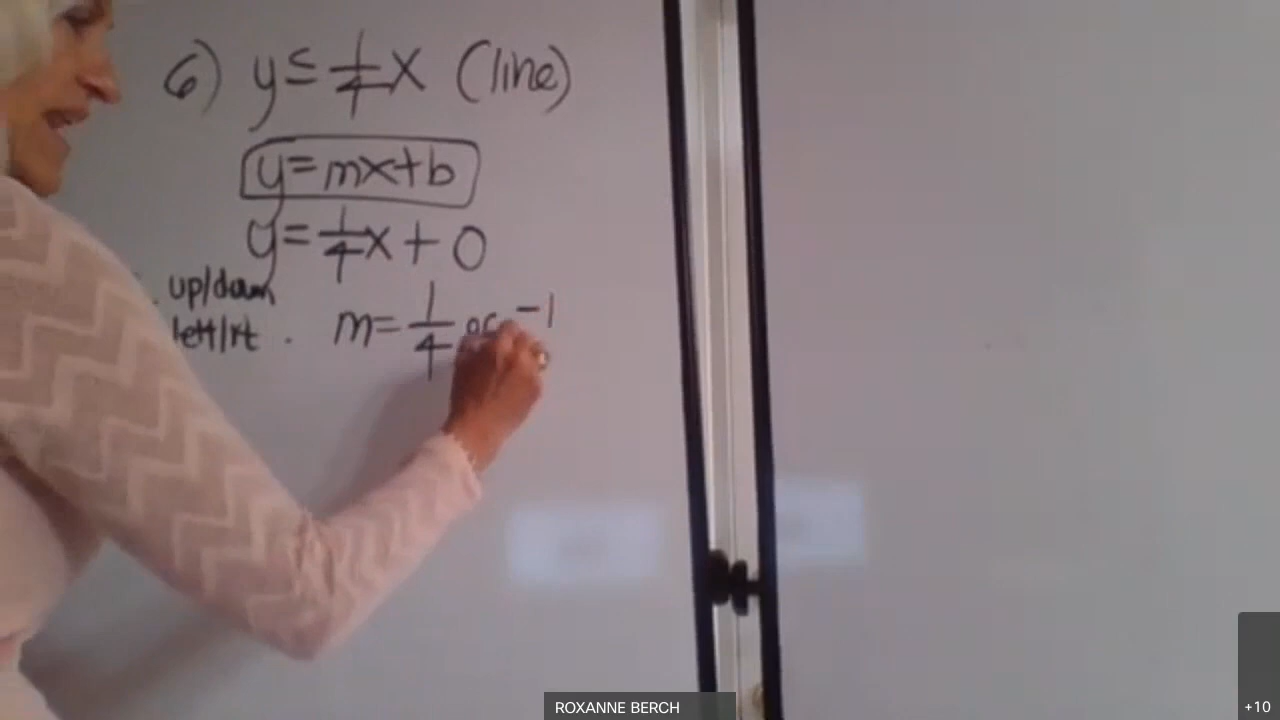 6) y ≤ 1/4 x (line)
y = mx + b
y = 1/4 x + 0
up/down
left/rt. m = 1/4 or -1
ROXANNE BERCH
+10